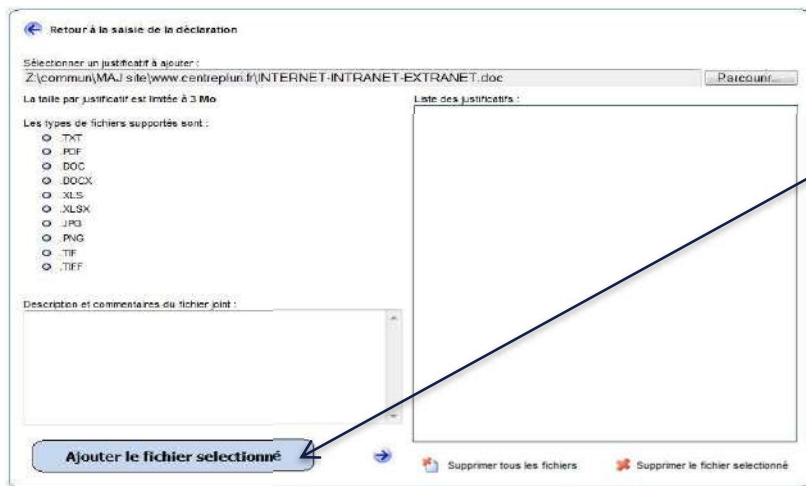 Retour à la saisie de la déclaration
Sélectionner un justificatif à ajouter :
Z:\commun\MAJ site\www.centrepluri.fr\INTERNET-INTRANET-EXTRANET.doc
Parcourir...
La taille par justificatif est limitée à 3 Mo
Liste des justificatifs :
Les types de fichiers supportés sont :
.TXT
.PDF
.DOC
.DOCX
.XLS
.XLSX
.JPG
.PNG
.TIF
.TIFF
Description et commentaires du fichier joint :
Ajouter le fichier selectionné
Supprimer tous les fichiers
Supprimer le fichier selectionné